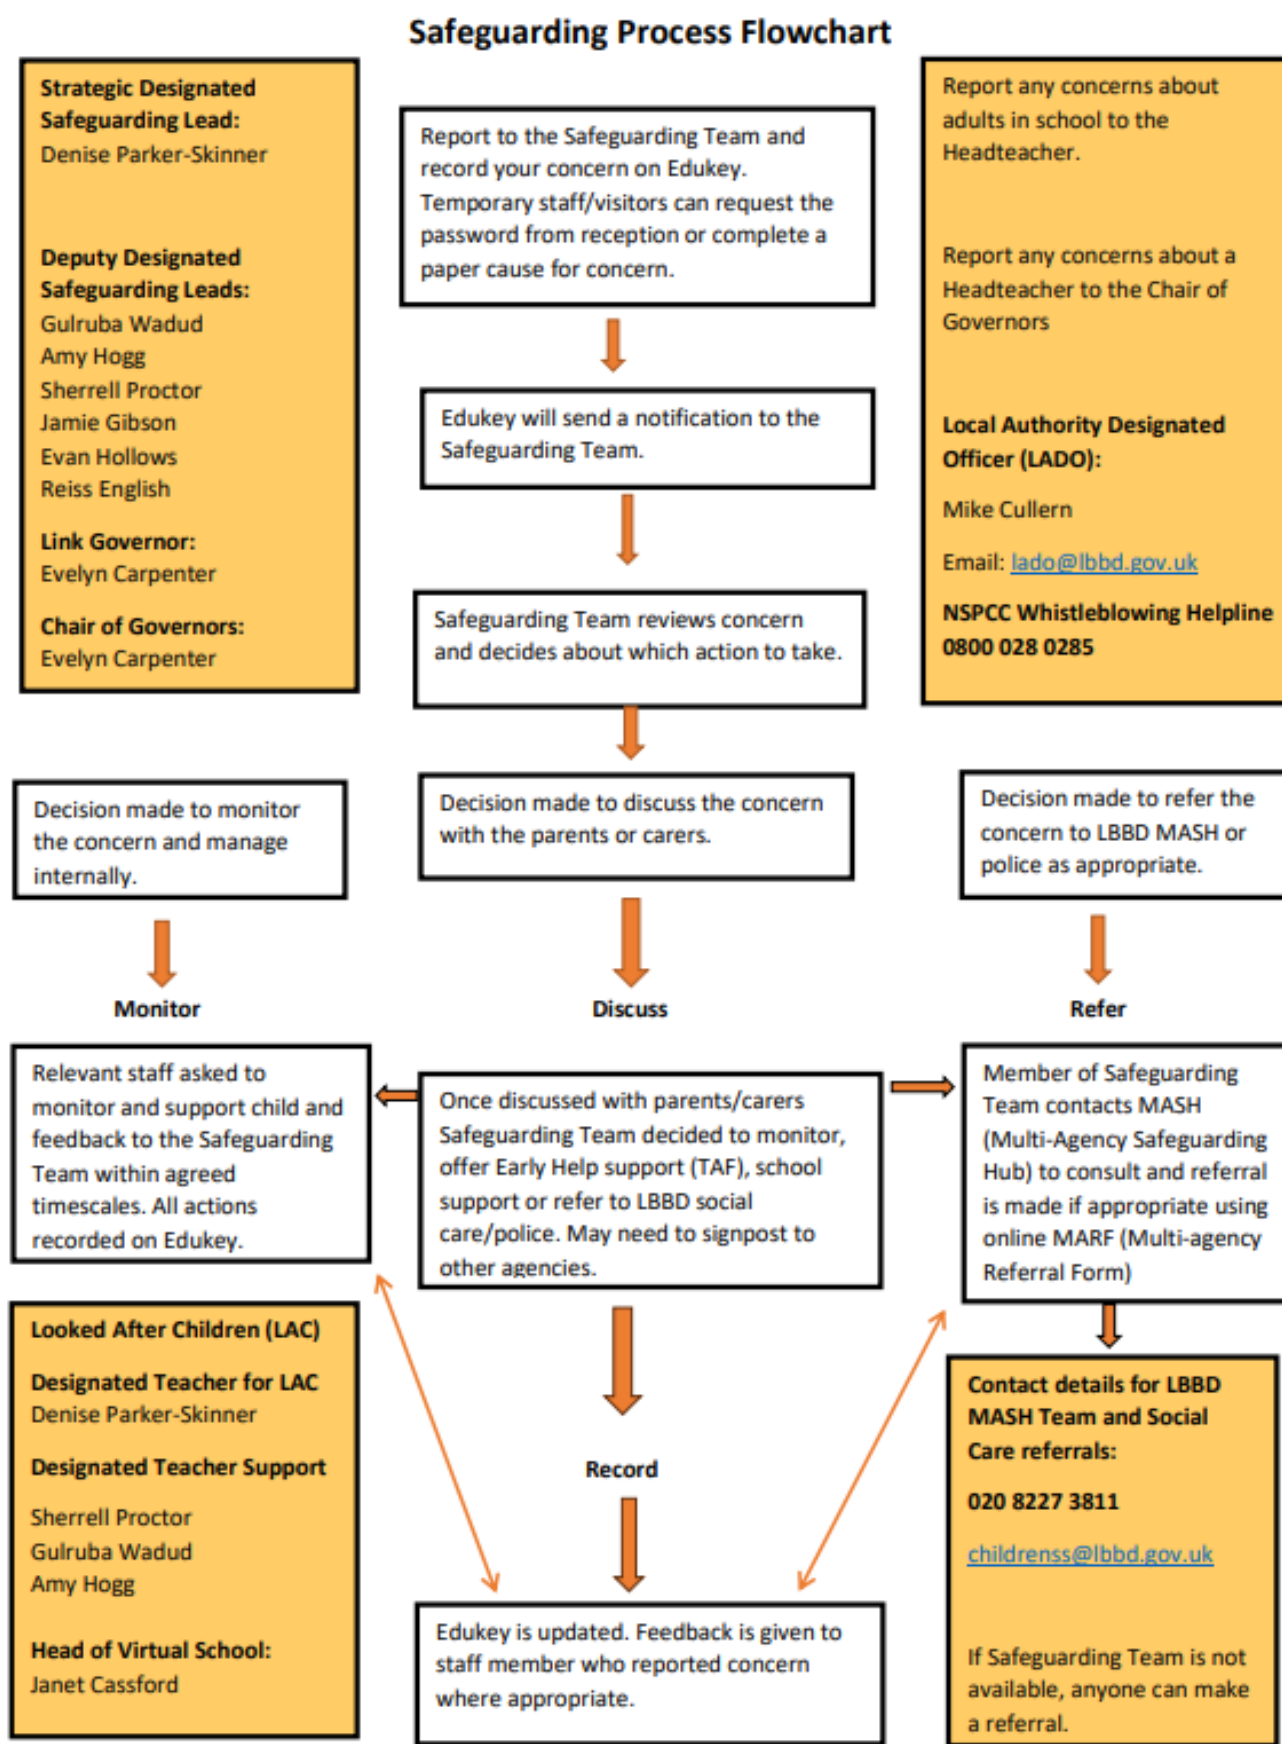 Safeguarding Process Flowchart
Strategic Designated
Safeguarding Lead:
Denise Parker-Skinner
Deputy Designated
Safeguarding Leads:
Gulruba Wadud
Amy Hogg
Sherrell Proctor
Jamie Gibson
Evan Hollows
Reiss English
Link Governor:
Evelyn Carpenter
Chair of Governors:
Evelyn Carpenter
Report to the Safeguarding Team and
record your concern on Edukey.
Temporary staff/visitors can request the
password from reception or complete a
paper cause for concern.
Edukey will send a notification to the
Safeguarding Team.
Safeguarding Team reviews concern
and decides about which action to take.
Report any concerns about
adults in school to the
Headteacher.
Report any concerns about a
Headteacher to the Chair of
Governors
Local Authority Designated
Officer (LADO):
Mike Cullern
Email: lado@lbbd.gov.uk
NSPCC Whistleblowing Helpline
0800 028 0285
Decision made to monitor
the concern and manage
internally.
Decision made to discuss the concern
with the parents or carers.
Decision made to refer the
concern to LBBD MASH or
police as appropriate.
Monitor
Discuss
Refer
Relevant staff asked to
monitor and support child and
feedback to the Safeguarding
Team within agreed
timescales. All actions
recorded on Edukey.
Once discussed with parents/carers
Safeguarding Team decided to monitor,
offer Early Help support (TAF), school
support or refer to LBBD social
care/police. May need to signpost to
other agencies.
Member of Safeguarding
Team contacts MASH
(Multi-Agency Safeguarding
Hub) to consult and referral
is made if appropriate using
online MARF (Multi-agency
Referral Form)
Looked After Children (LAC)
Designated Teacher for LAC
Denise Parker-Skinner
Designated Teacher Support
Sherrell Proctor
Gulruba Wadud
Amy Hogg
Head of Virtual School:
Janet Cassford
Record
Edukey is updated. Feedback is given to
staff member who reported concern
where appropriate.
Contact details for LBBD
MASH Team and Social
Care referrals:
020 8227 3811
childrenss@lbbd.gov.uk
If Safeguarding Team is not
available, anyone can make
a referral.